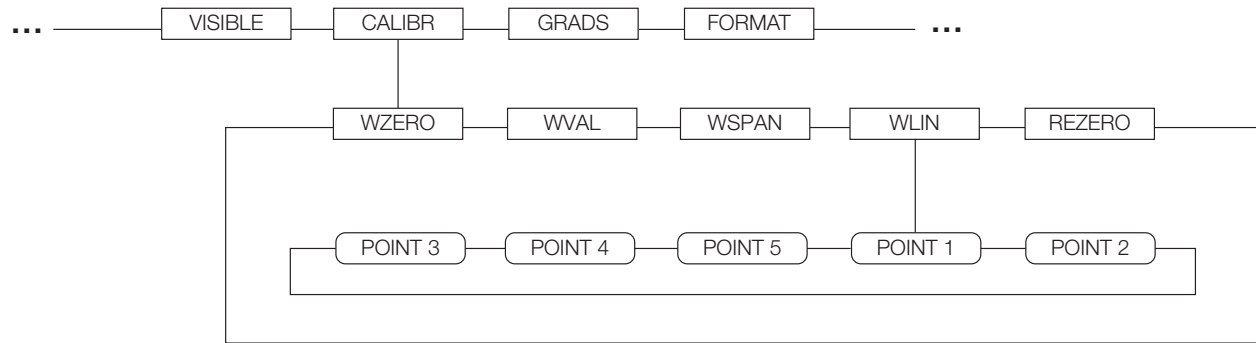 ... VISIBLE CALIBR GRADS FORMAT ...
WZERO WVAL WSPAN WLIN REZERO
POINT 3 POINT 4 POINT 5 POINT 1 POINT 2